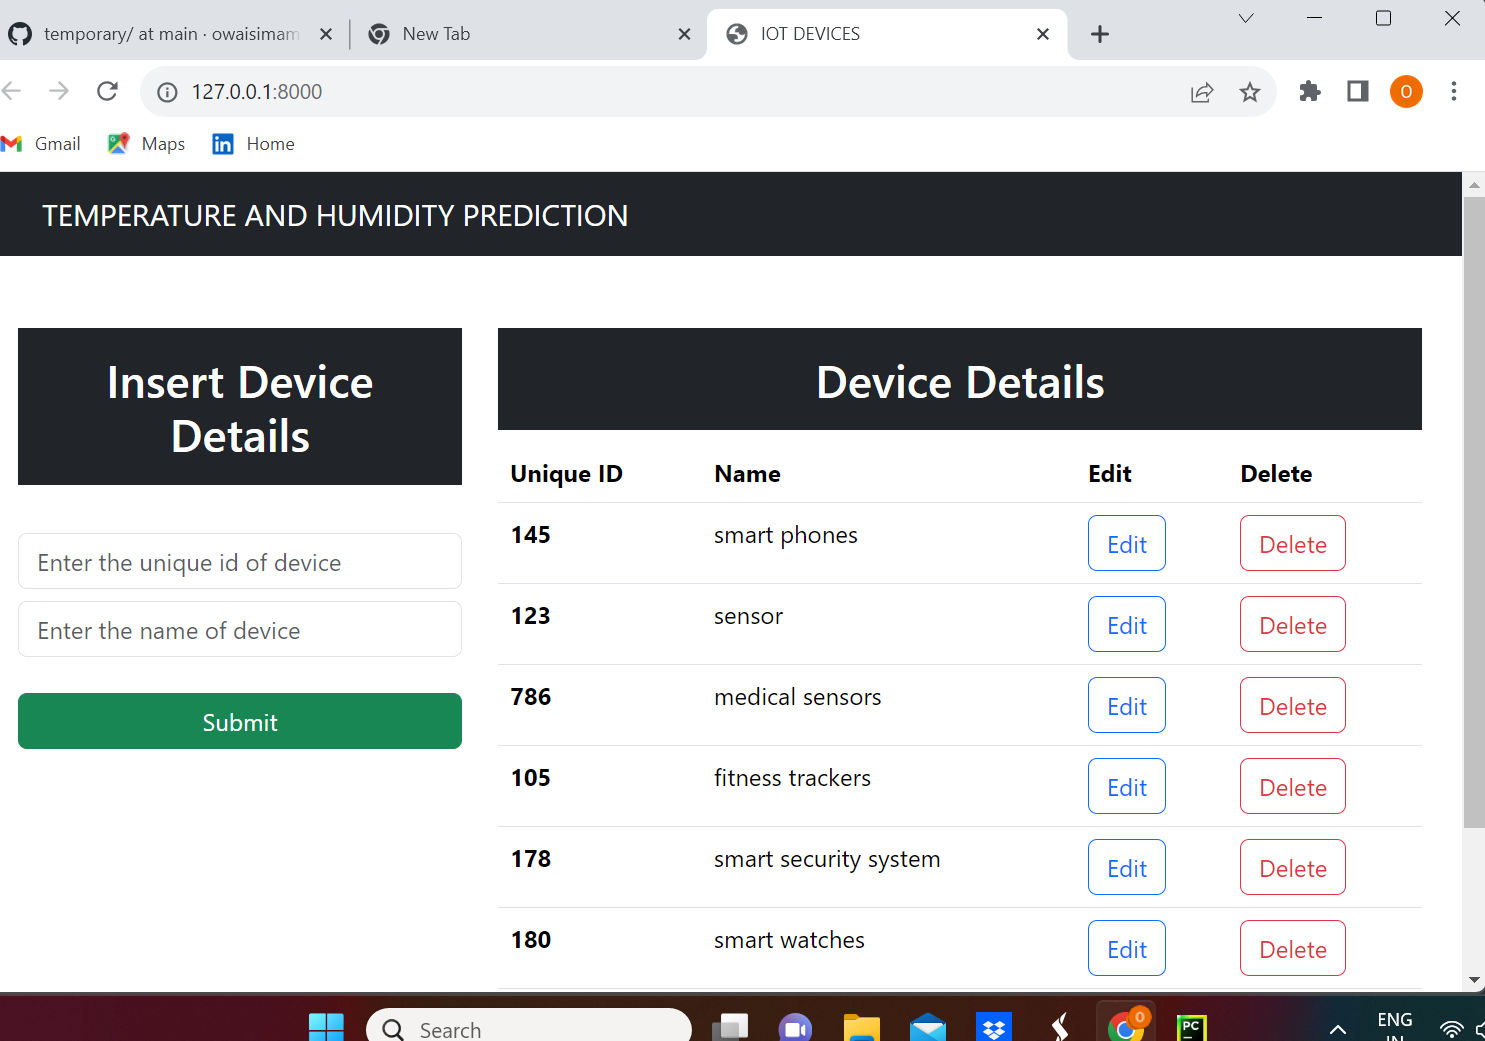 temporary/ at main · owaisimam
New Tab
IOT DEVICES
127.0.0.1:8000
O
Gmail
Maps
Home
TEMPERATURE AND HUMIDITY PREDICTION
Insert Device
Details
Enter the unique id of device
Enter the name of device
Submit
Device Details
Unique ID Name Edit Delete
145 smart phones Edit Delete
123 sensor Edit Delete
786 medical sensors Edit Delete
105 fitness trackers Edit Delete
178 smart security system Edit Delete
180 smart watches Edit Delete
Search
0
PC
ENG
IN